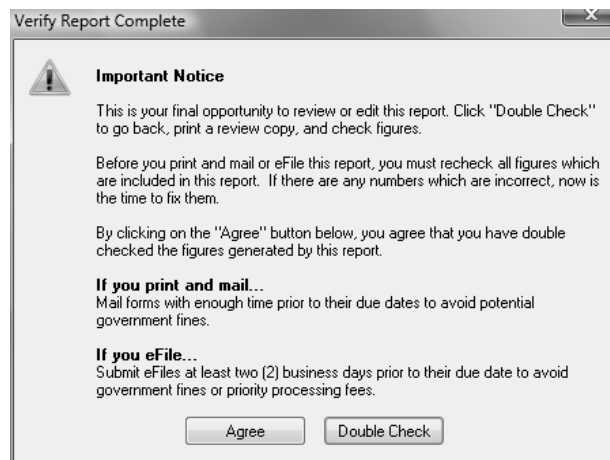 Verify Report Complete
Important Notice
This is your final opportunity to review or edit this report. Click "Double Check"
to go back, print a review copy, and check figures.
Before you print and mail or eFile this report, you must recheck all figures which
are included in this report. If there are any numbers which are incorrect, now is
the time to fix them.
By clicking on the "Agree" button below, you agree that you have double
checked the figures generated by this report.
If you print and mail...
Mail forms with enough time prior to their due dates to avoid potential
government fines.
If you eFile...
Submit eFiles at least two (2) business days prior to their due date to avoid
government fines or priority processing fees.
Agree Double Check